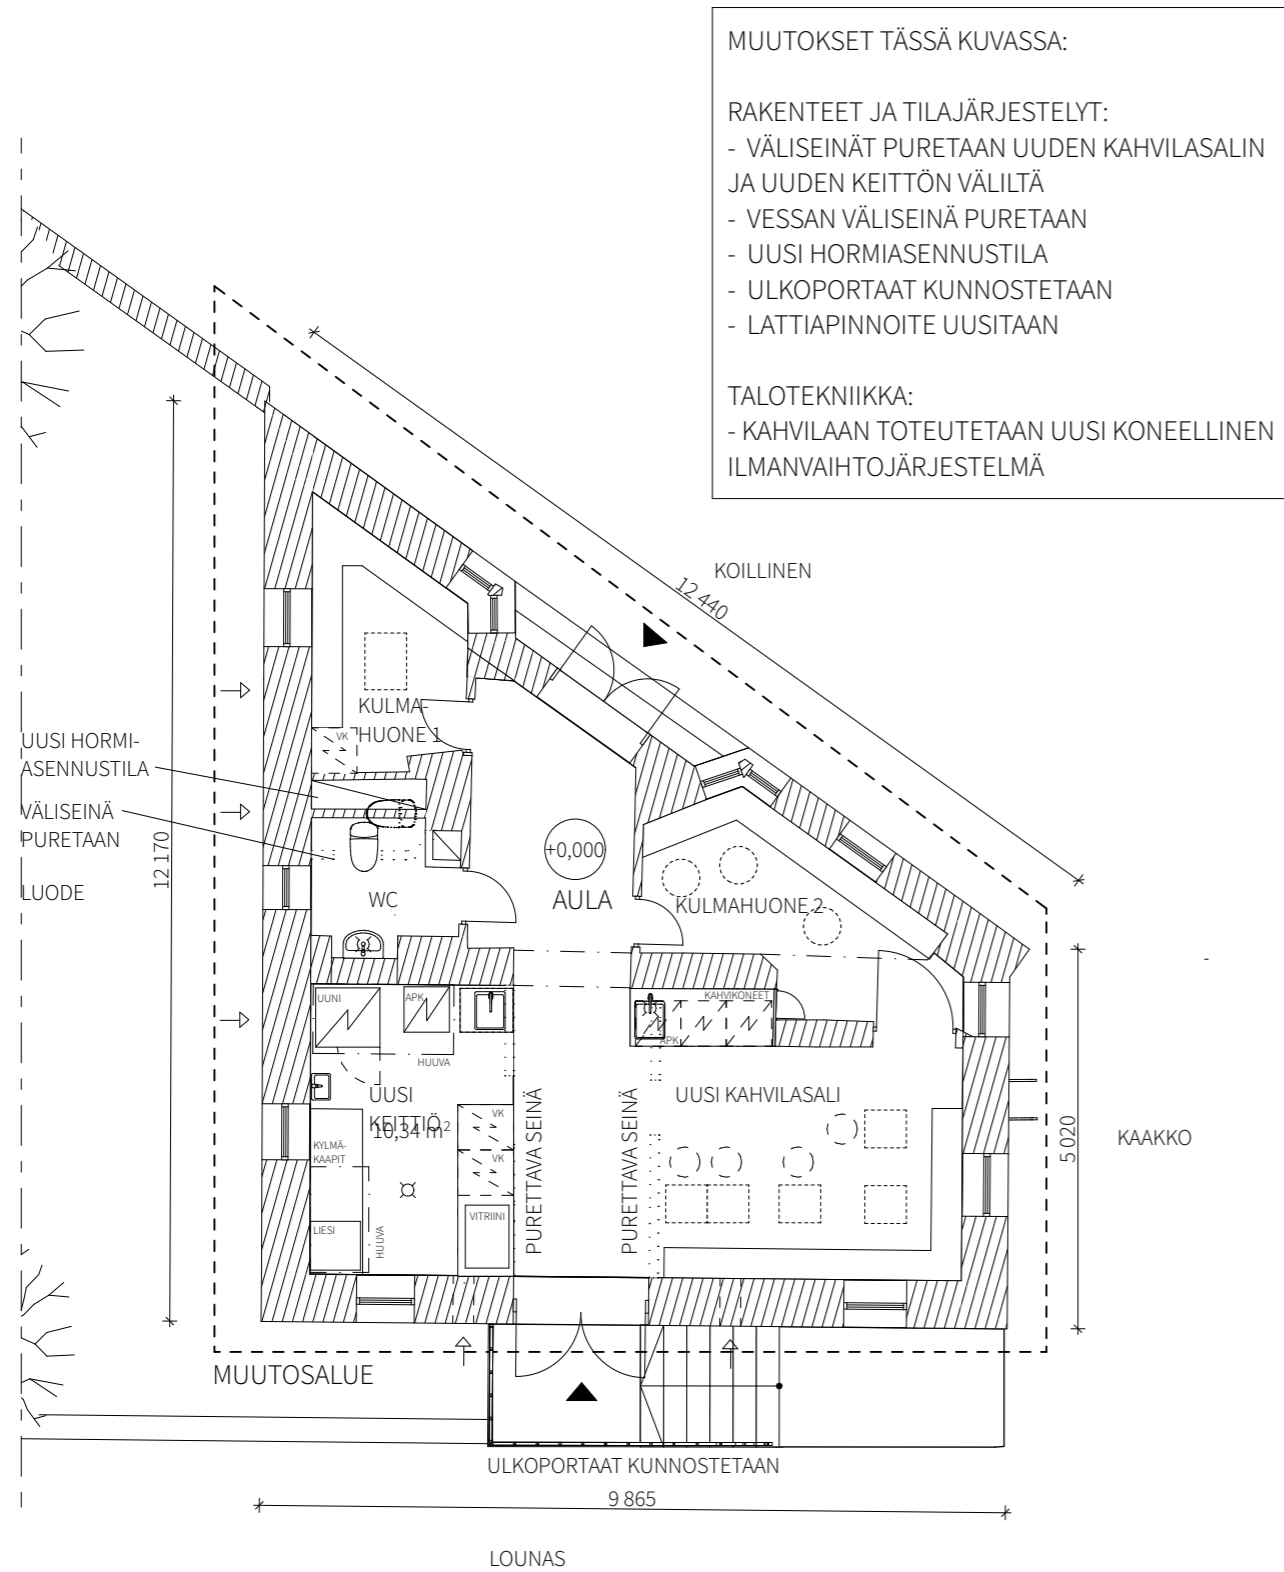 MUUTOKSET TÄSSÄ KUVASSA:
RAKENTEET JA TILAJÄRJESTELYT:
- VÄLISEINÄT PURETAAN UUDEN KAHVILASALIN
JA UUDEN KEITTÖN VÄLILTÄ
- VESSAN VÄLISEINÄ PURETAAN
- UUSI HORMIASENNUSTILA
- ULKOPORTAAT KUNNOSTETAAN
- LATTIAPINNOITE UUSITAAN
TALOTEKNIIKKA:
- KAHVILAAN TOTEUTETAAN UUSI KONEELLINEN
ILMANVAIHTOJÄRJESTELMÄ
KOILLINEN
12 440
KULMA-
HUONE 1
VK
UUSI HORMI-
ASENNUSTILA
VÄLISEINÄ
PURETAAN
LUODE
12 170
+0,000
AULA
WC
KULMAHUONE 2
UUNI
APK
HUUVA
KAHVIKONEET
APK
UUSI
KEITTIÖ
10,34 m²
KYLMÄ-
KAAPIT
LIESI
HUUVA
VK
VK
VITRIINI
PURETTAVA SEINÄ
PURETTAVA SEINÄ
UUSI KAHVILASALI
5 020
KAAKKO
MUUTOSALUE
ULKOPORTAAT KUNNOSTETAAN
9 865
LOUNAS